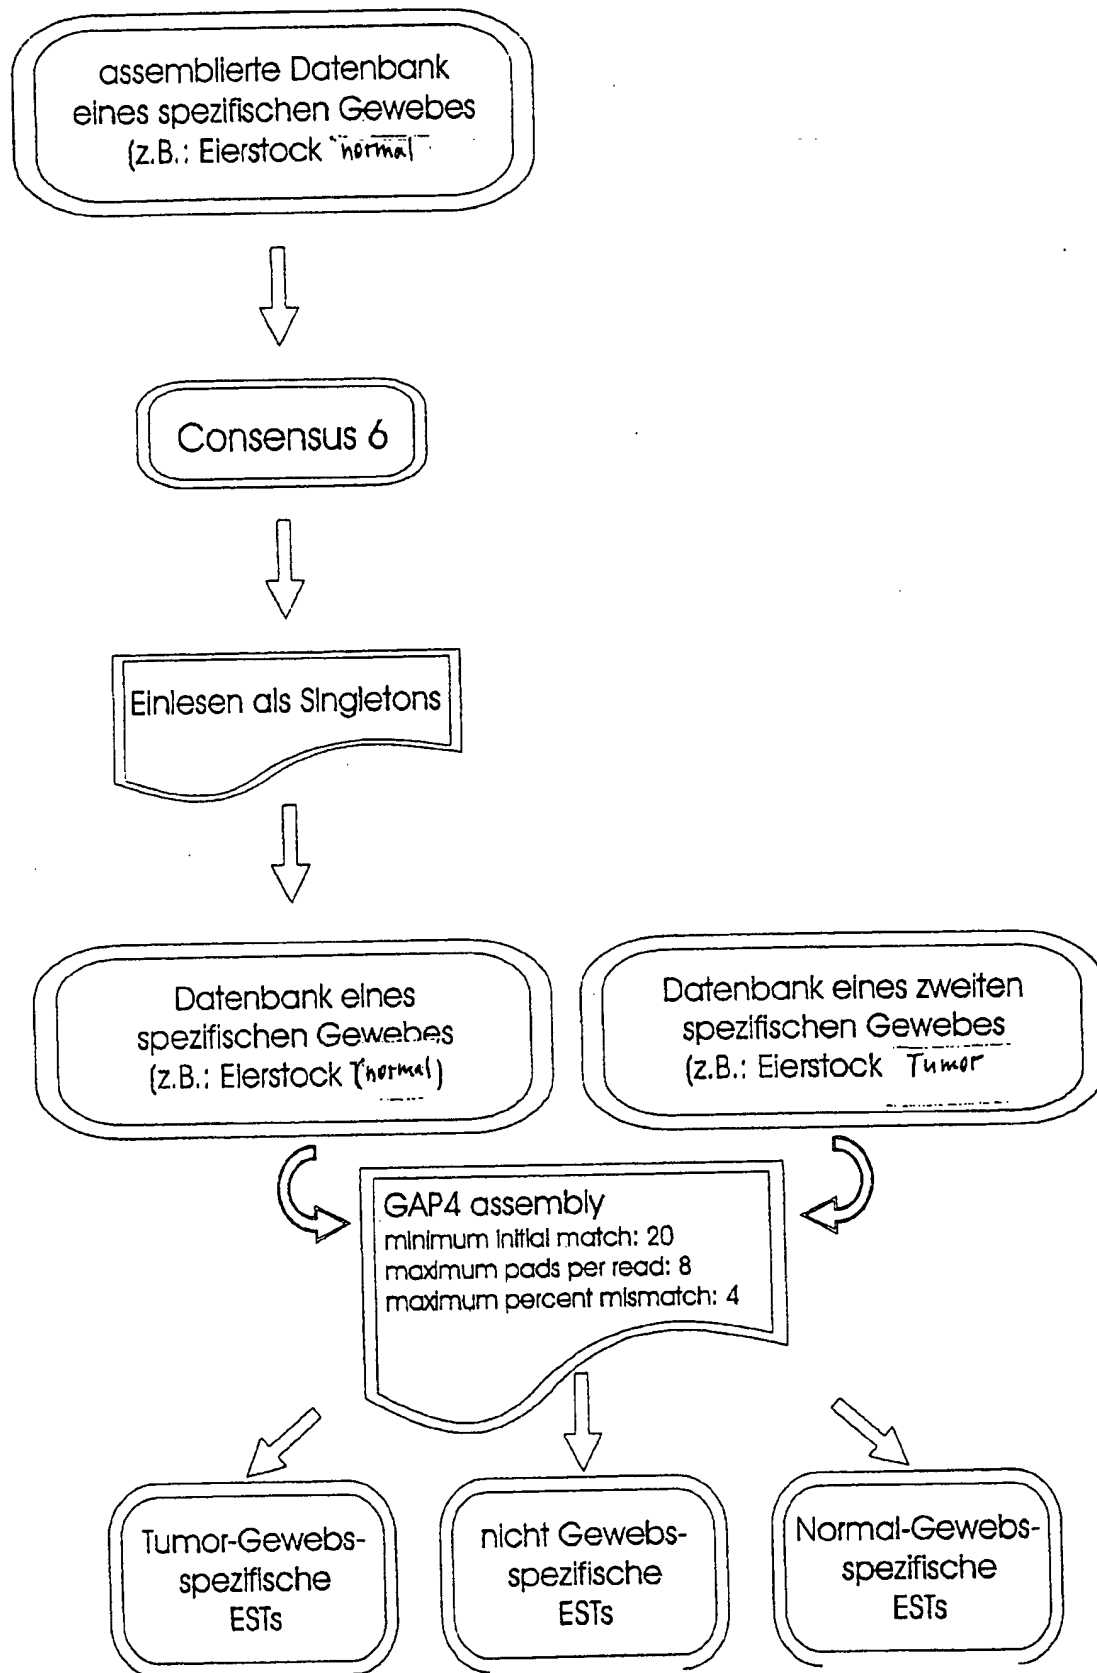 assemblierte Datenbank
eines spezifischen Gewebes
(z.B.: Eierstock normal
Consensus 6
Einlesen als Singletons
Datenbank eines
spezifischen Gewebes
(z.B.: Eierstock (normal)
Datenbank eines zweiten
spezifischen Gewebes
(z.B.: Eierstock Tumor
GAP4 assembly
minimum initial match: 20
maximum pads per read: 8
maximum percent mismatch: 4
Tumor-Gewebs-
spezifische
ESTs
nicht Gewebs-
spezifische
ESTs
Normal-Gewebs-
spezifische
ESTs